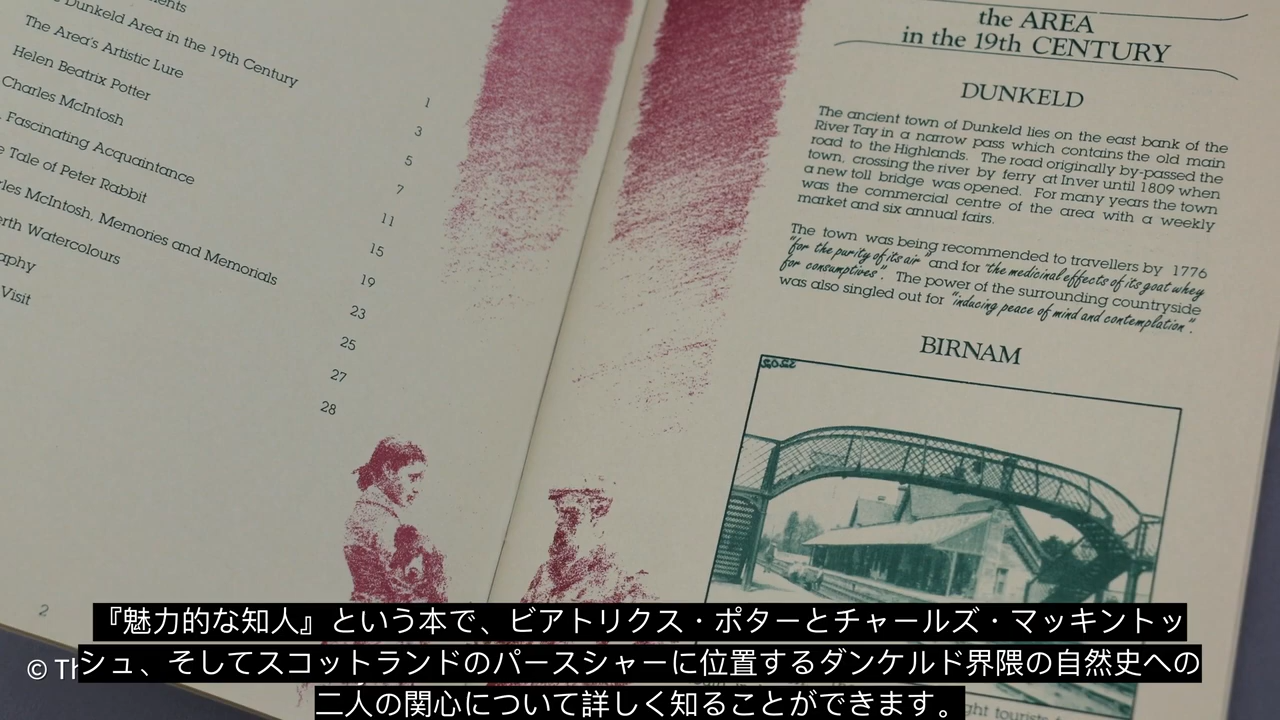 Dunkeld Area in the 19th Century
The Area's Artistic Lure
Helen Beatrix Potter
Charles McIntosh
Fascinating Acquaintance
Tale of Peter Rabbit
McIntosh, Memories and Memorials
Watercolours
Visit
1
3
5
7
11
15
19
23
25
27
28
2
the AREA
in the 19th CENTURY
DUNKELD
The ancient town of Dunkeld lies on the east bank of the
River Tay in a narrow pass which contains the old main
road to the Highlands. The road originally by-passed the
town, crossing the river by ferry at Inver until 1809 when
a new toll bridge was opened. For many years the town
was the commercial centre of the area with a weekly
market and six annual fairs.
The town was being recommended to travellers by 1776
"for the purity of its air" and for "the medicinal effects of its goat whey
for consumptives". The power of the surrounding countryside
was also singled out for "inducing peace of mind and contemplation".
BIRNAM
『魅力的な知人』という本で、ビアトリクス・ポターとチャールズ・マッキントッ
シュ、そしてスコットランドのパースシャーに位置するダンケルド界隈の自然史への
二人の関心について詳しく知ることができます。
©
tourists